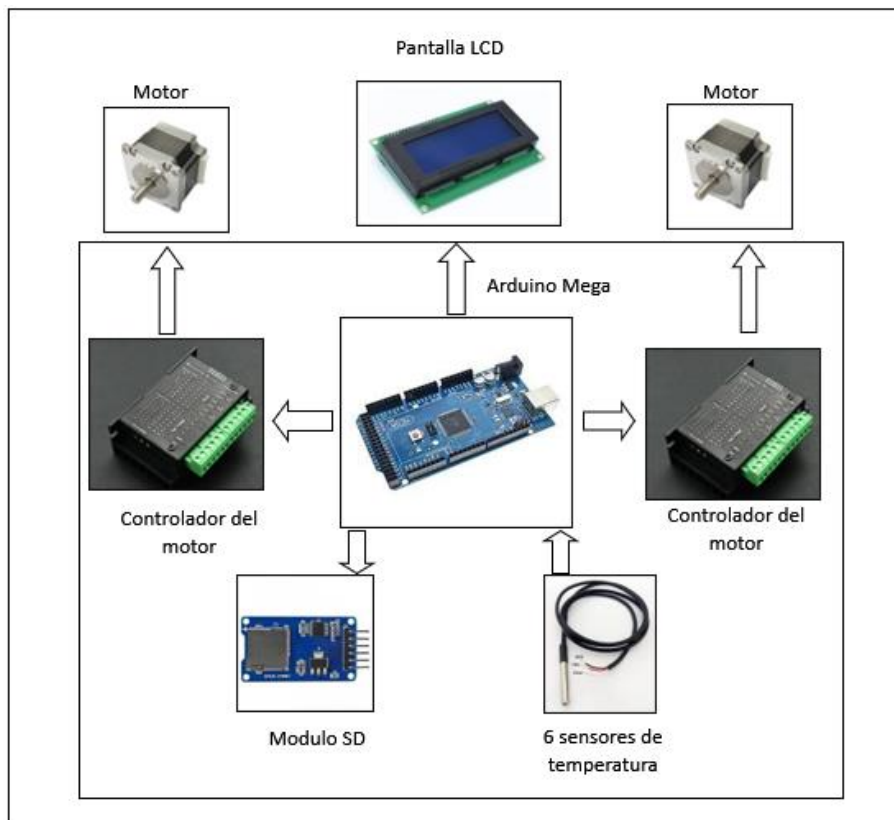 Pantalla LCD
Motor
Motor
Arduino Mega
Controlador del
motor
Controlador del
motor
Modulo SD
6 sensores de
temperatura